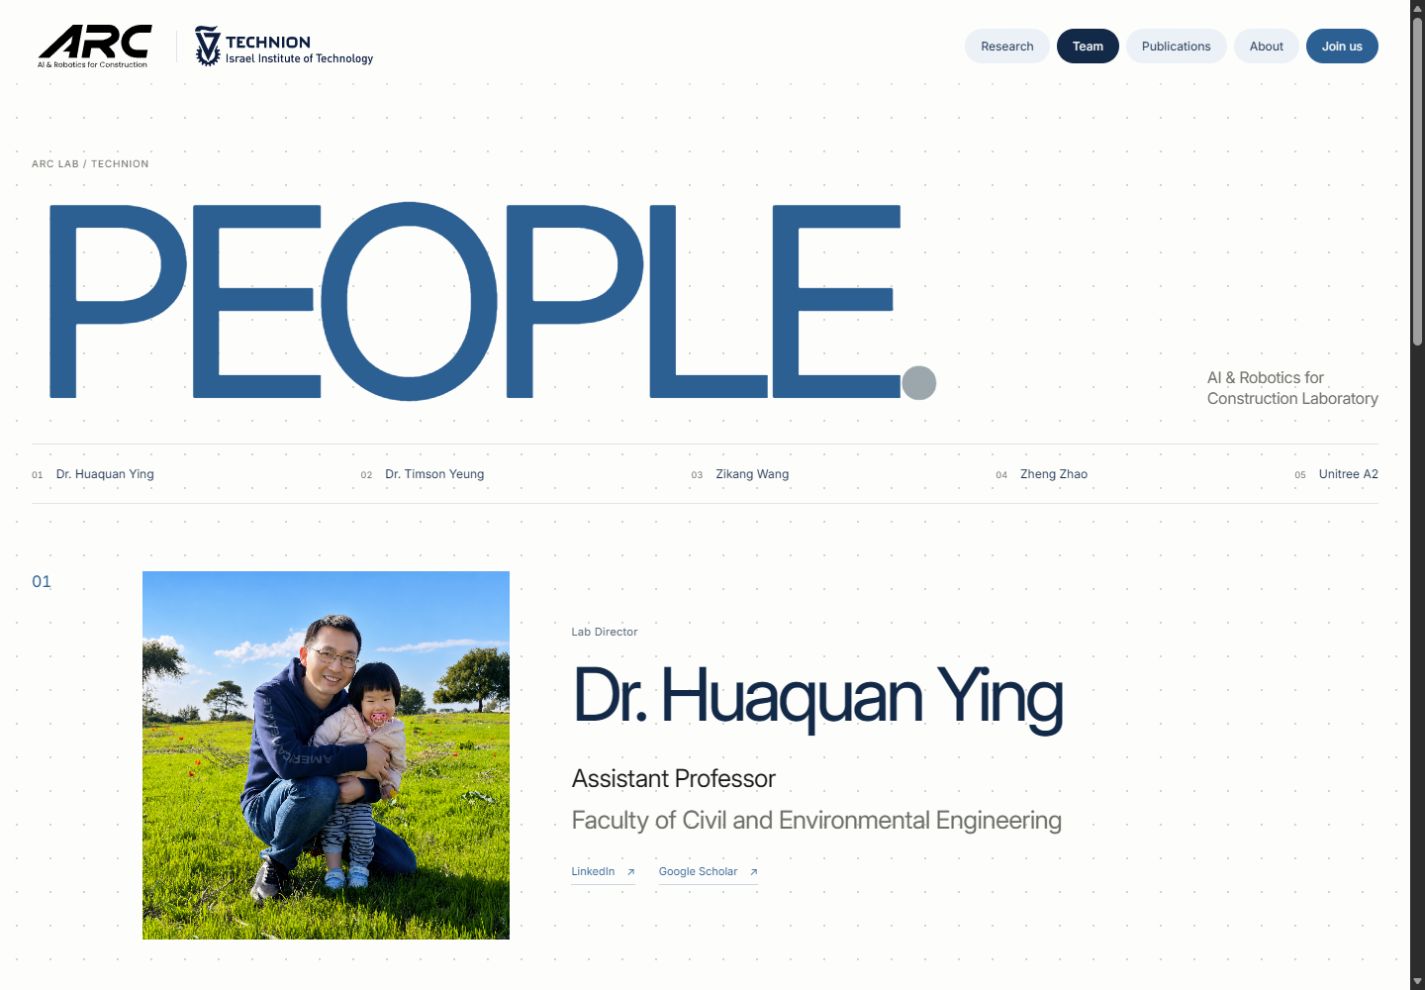 ARC
AI & Robotics for Construction
TECHNION
Israel Institute of Technology
Research
Team
Publications
About
Join us
ARC LAB / TECHNION
PEOPLE.
AI & Robotics for
Construction Laboratory
01 Dr. Huaquan Ying
02 Dr. Timson Yeung
03 Zikang Wang
04 Zheng Zhao
05 Unitree A2
01
Lab Director
Dr. Huaquan Ying
Assistant Professor
Faculty of Civil and Environmental Engineering
LinkedIn ↗
Google Scholar ↗